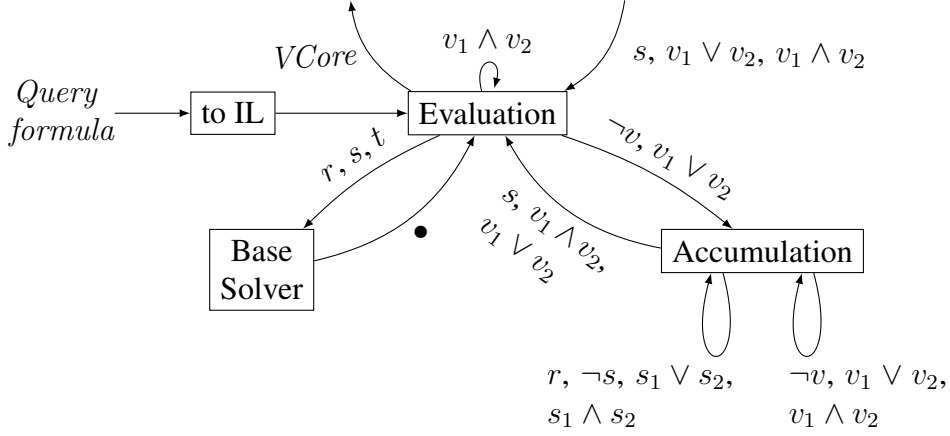 VCore
v₁ ∧ v₂
s, v₁ ∨ v₂, v₁ ∧ v₂
Query
formula
to IL
Evaluation
r, s, t
¬v, v₁ ∨ v₂
s, v₁ ∧ v₂,
v₁ ∨ v₂
•
Base
Solver
Accumulation
r, ¬s, s₁ ∨ s₂,
s₁ ∧ s₂
¬v, v₁ ∨ v₂,
v₁ ∧ v₂